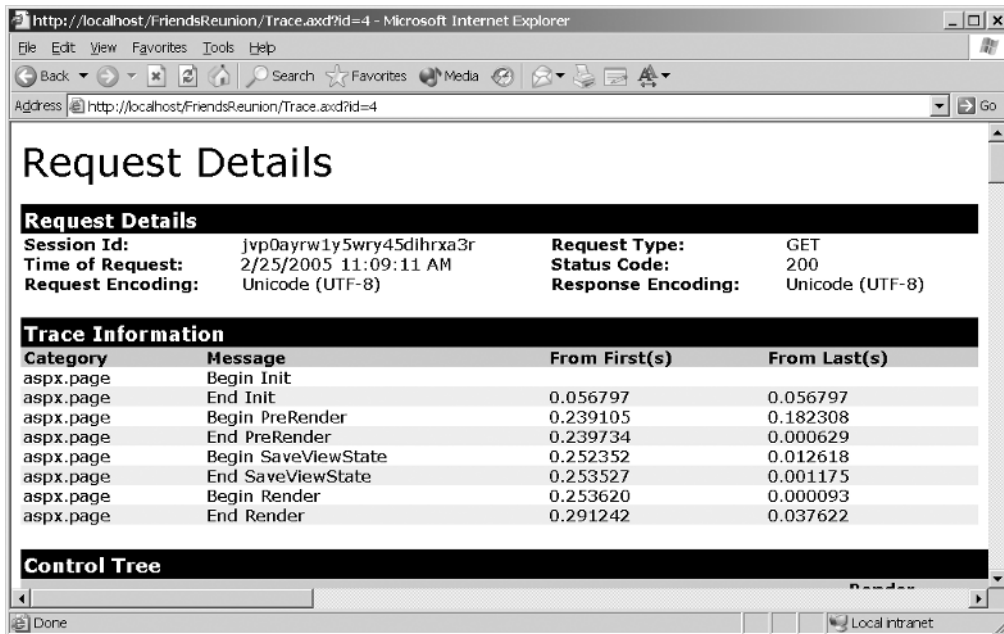 http://localhost/FriendsReunion/Trace.axd?id=4 - Microsoft Internet Explorer
File Edit View Favorites Tools Help
Back Search Favorites Media
Address http://localhost/FriendsReunion/Trace.axd?id=4 Go
Request Details
Request Details
Session Id: jvp0ayrw1y5wry45dihrxa3r Request Type: GET
Time of Request: 2/25/2005 11:09:11 AM Status Code: 200
Request Encoding: Unicode (UTF-8) Response Encoding: Unicode (UTF-8)
Trace Information
Category Message From First(s) From Last(s)
aspx.page Begin Init
aspx.page End Init 0.056797 0.056797
aspx.page Begin PreRender 0.239105 0.182308
aspx.page End PreRender 0.239734 0.000629
aspx.page Begin SaveViewState 0.252352 0.012618
aspx.page End SaveViewState 0.253527 0.001175
aspx.page Begin Render 0.253620 0.000093
aspx.page End Render 0.291242 0.037622
Control Tree
Done Local intranet